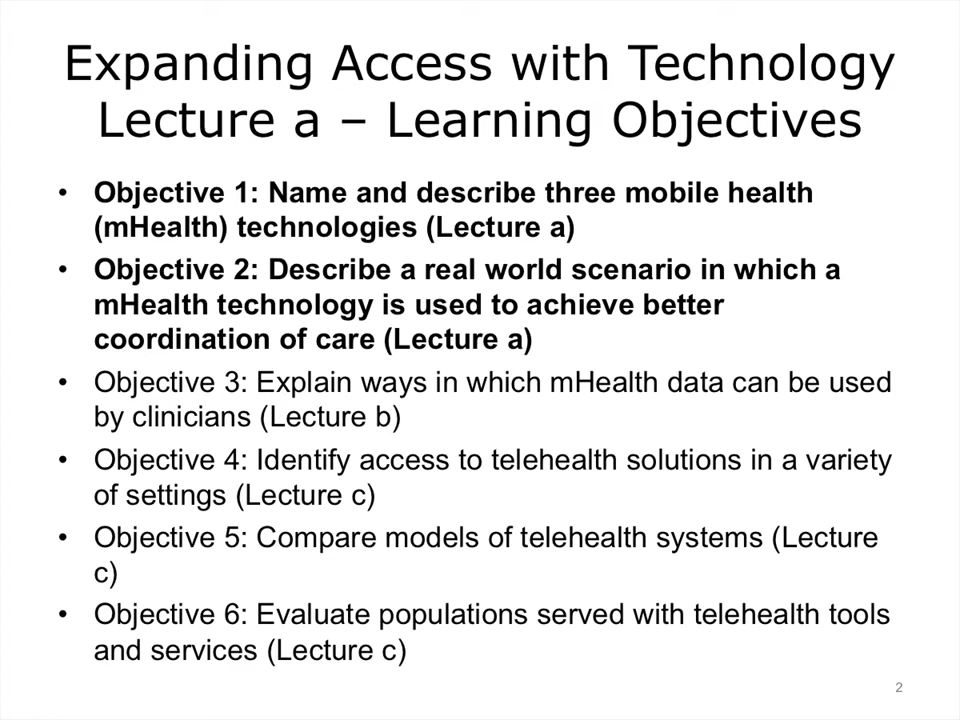 Expanding Access with Technology
Lecture a – Learning Objectives
• Objective 1: Name and describe three mobile health
(mHealth) technologies (Lecture a)
• Objective 2: Describe a real world scenario in which a
mHealth technology is used to achieve better
coordination of care (Lecture a)
• Objective 3: Explain ways in which mHealth data can be used
by clinicians (Lecture b)
• Objective 4: Identify access to telehealth solutions in a variety
of settings (Lecture c)
• Objective 5: Compare models of telehealth systems (Lecture
c)
• Objective 6: Evaluate populations served with telehealth tools
and services (Lecture c)
2